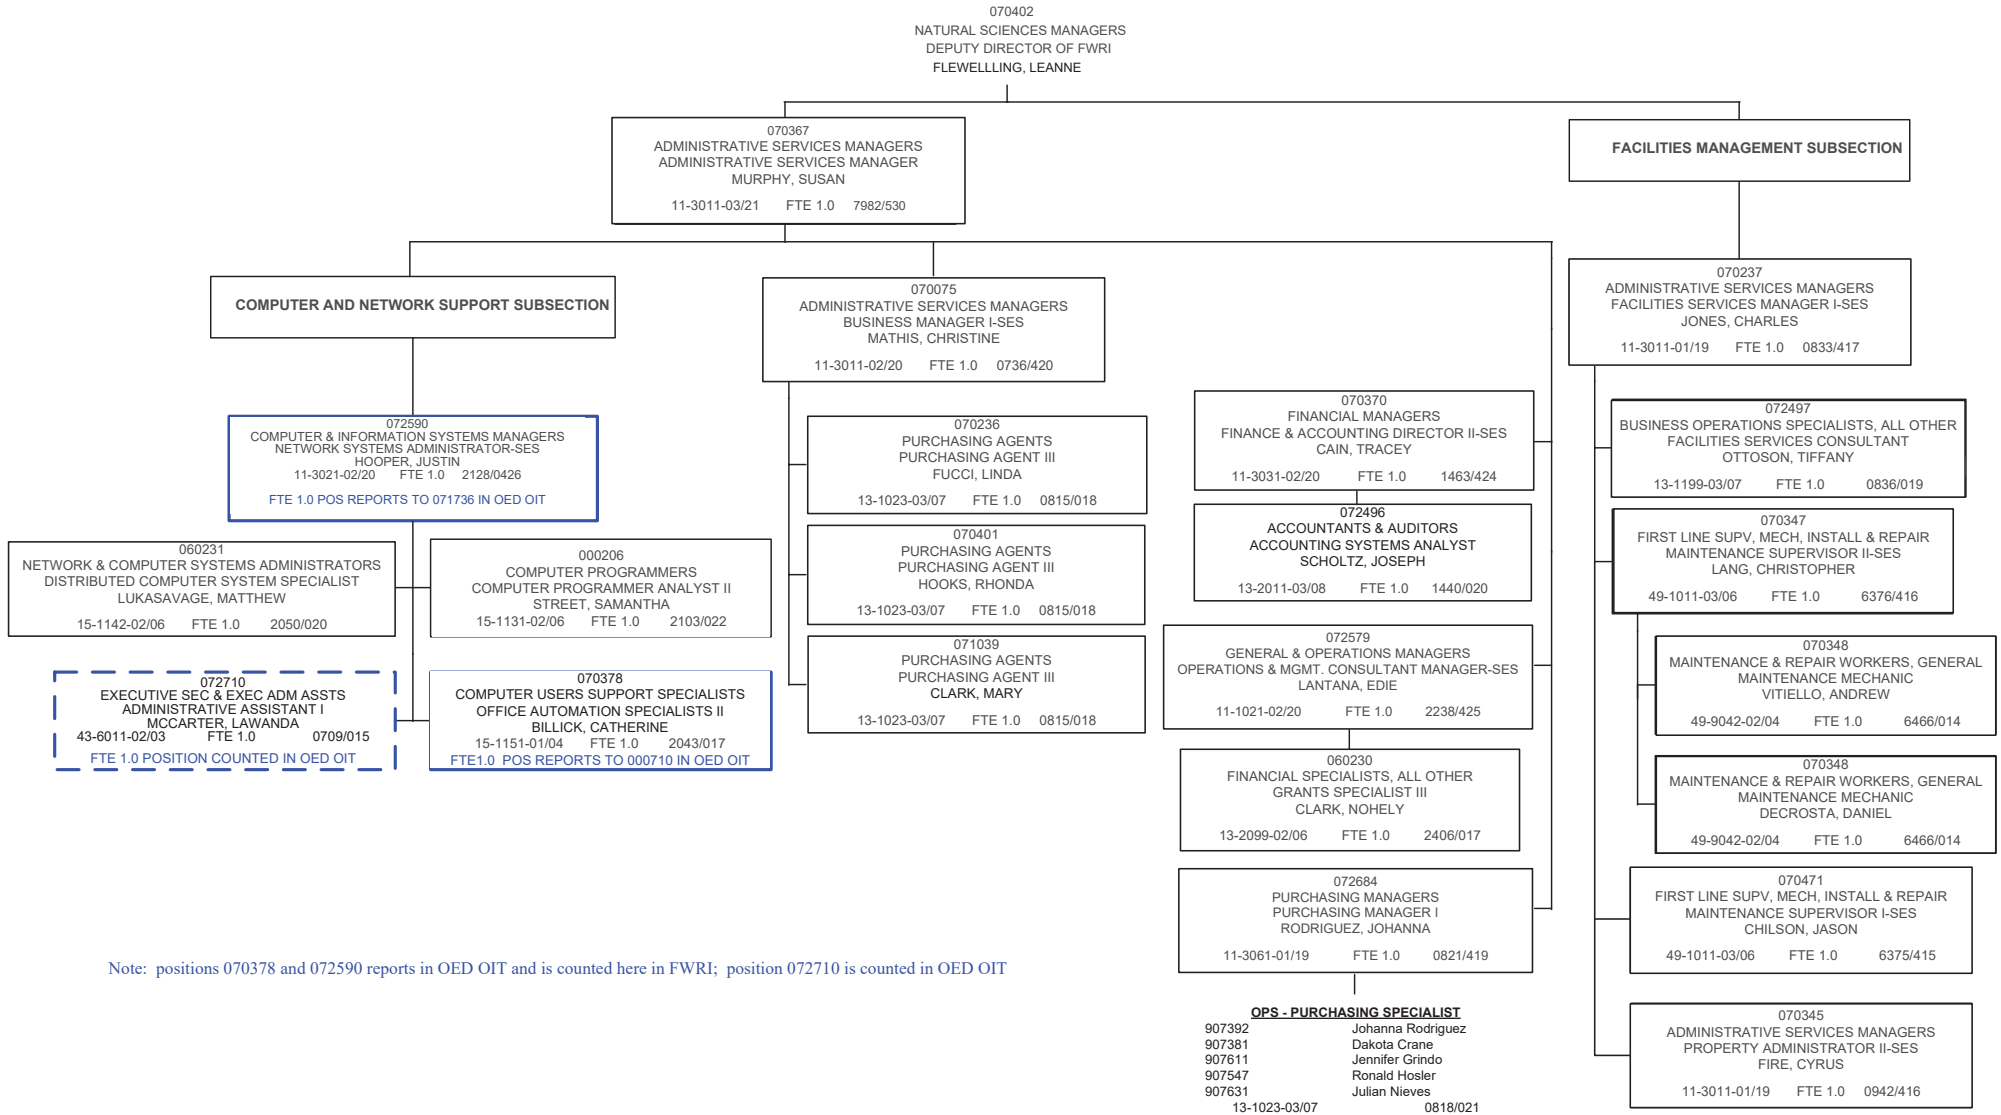 070402
NATURAL SCIENCES MANAGERS
DEPUTY DIRECTOR OF FWRI
FLEWELLLING, LEANNE
070367
ADMINISTRATIVE SERVICES MANAGERS
ADMINISTRATIVE SERVICES MANAGER
MURPHY, SUSAN
11-3011-03/21 FTE 1.0 7982/530
FACILITIES MANAGEMENT SUBSECTION
COMPUTER AND NETWORK SUPPORT SUBSECTION
072590
COMPUTER & INFORMATION SYSTEMS MANAGERS
NETWORK SYSTEMS ADMINISTRATOR-SES
HOOPER, JUSTIN
11-3021-02/20 FTE 1.0 2128/0426
FTE 1.0 POS REPORTS TO 071736 IN OED OIT
060231
NETWORK & COMPUTER SYSTEMS ADMINISTRATORS
DISTRIBUTED COMPUTER SYSTEM SPECIALIST
LUKASAVAGE, MATTHEW
15-1142-02/06 FTE 1.0 2050/020
000206
COMPUTER PROGRAMMERS
COMPUTER PROGRAMMER ANALYST II
STREET, SAMANTHA
15-1131-02/06 FTE 1.0 2103/022
072710
EXECUTIVE SEC & EXEC ADM ASSTS
ADMINISTRATIVE ASSISTANT I
MCCARTER, LAWANDA
43-6011-02/03 FTE 1.0 0709/015
FTE 1.0 POSITION COUNTED IN OED OIT
070378
COMPUTER USERS SUPPORT SPECIALISTS
OFFICE AUTOMATION SPECIALISTS II
BILLICK, CATHERINE
15-1151-01/04 FTE 1.0 2043/017
FTE1.0 POS REPORTS TO 000710 IN OED OIT
070075
ADMINISTRATIVE SERVICES MANAGERS
BUSINESS MANAGER I-SES
MATHIS, CHRISTINE
11-3011-02/20 FTE 1.0 0736/420
070236
PURCHASING AGENTS
PURCHASING AGENT III
FUCCI, LINDA
13-1023-03/07 FTE 1.0 0815/018
070401
PURCHASING AGENTS
PURCHASING AGENT III
HOOKS, RHONDA
13-1023-03/07 FTE 1.0 0815/018
071039
PURCHASING AGENTS
PURCHASING AGENT III
CLARK, MARY
13-1023-03/07 FTE 1.0 0815/018
070370
FINANCIAL MANAGERS
FINANCE & ACCOUNTING DIRECTOR II-SES
CAIN, TRACEY
11-3031-02/20 FTE 1.0 1463/424
072496
ACCOUNTANTS & AUDITORS
ACCOUNTING SYSTEMS ANALYST
SCHOLTZ, JOSEPH
13-2011-03/08 FTE 1.0 1440/020
072579
GENERAL & OPERATIONS MANAGERS
OPERATIONS & MGMT. CONSULTANT MANAGER-SES
LANTANA, EDIE
11-1021-02/20 FTE 1.0 2238/425
060230
FINANCIAL SPECIALISTS, ALL OTHER
GRANTS SPECIALIST III
CLARK, NOHELY
13-2099-02/06 FTE 1.0 2406/017
072684
PURCHASING MANAGERS
PURCHASING MANAGER I
RODRIGUEZ, JOHANNA
11-3061-01/19 FTE 1.0 0821/419
OPS - PURCHASING SPECIALIST
907392 Johanna Rodriguez
907381 Dakota Crane
907611 Jennifer Grindo
907547 Ronald Hosler
907631 Julian Nieves
13-1023-03/07 0818/021
070237
ADMINISTRATIVE SERVICES MANAGERS
FACILITIES SERVICES MANAGER I-SES
JONES, CHARLES
11-3011-01/19 FTE 1.0 0833/417
072497
BUSINESS OPERATIONS SPECIALISTS, ALL OTHER
FACILITIES SERVICES CONSULTANT
OTTOSON, TIFFANY
13-1199-03/07 FTE 1.0 0836/019
070347
FIRST LINE SUPV, MECH, INSTALL & REPAIR
MAINTENANCE SUPERVISOR II-SES
LANG, CHRISTOPHER
49-1011-03/06 FTE 1.0 6376/416
070348
MAINTENANCE & REPAIR WORKERS, GENERAL
MAINTENANCE MECHANIC
VITIELLO, ANDREW
49-9042-02/04 FTE 1.0 6466/014
070348
MAINTENANCE & REPAIR WORKERS, GENERAL
MAINTENANCE MECHANIC
DECROSTA, DANIEL
49-9042-02/04 FTE 1.0 6466/014
070471
FIRST LINE SUPV, MECH, INSTALL & REPAIR
MAINTENANCE SUPERVISOR I-SES
CHILSON, JASON
49-1011-03/06 FTE 1.0 6375/415
070345
ADMINISTRATIVE SERVICES MANAGERS
PROPERTY ADMINISTRATOR II-SES
FIRE, CYRUS
11-3011-01/19 FTE 1.0 0942/416
Note: positions 070378 and 072590 reports in OED OIT and is counted here in FWRI; position 072710 is counted in OED OIT